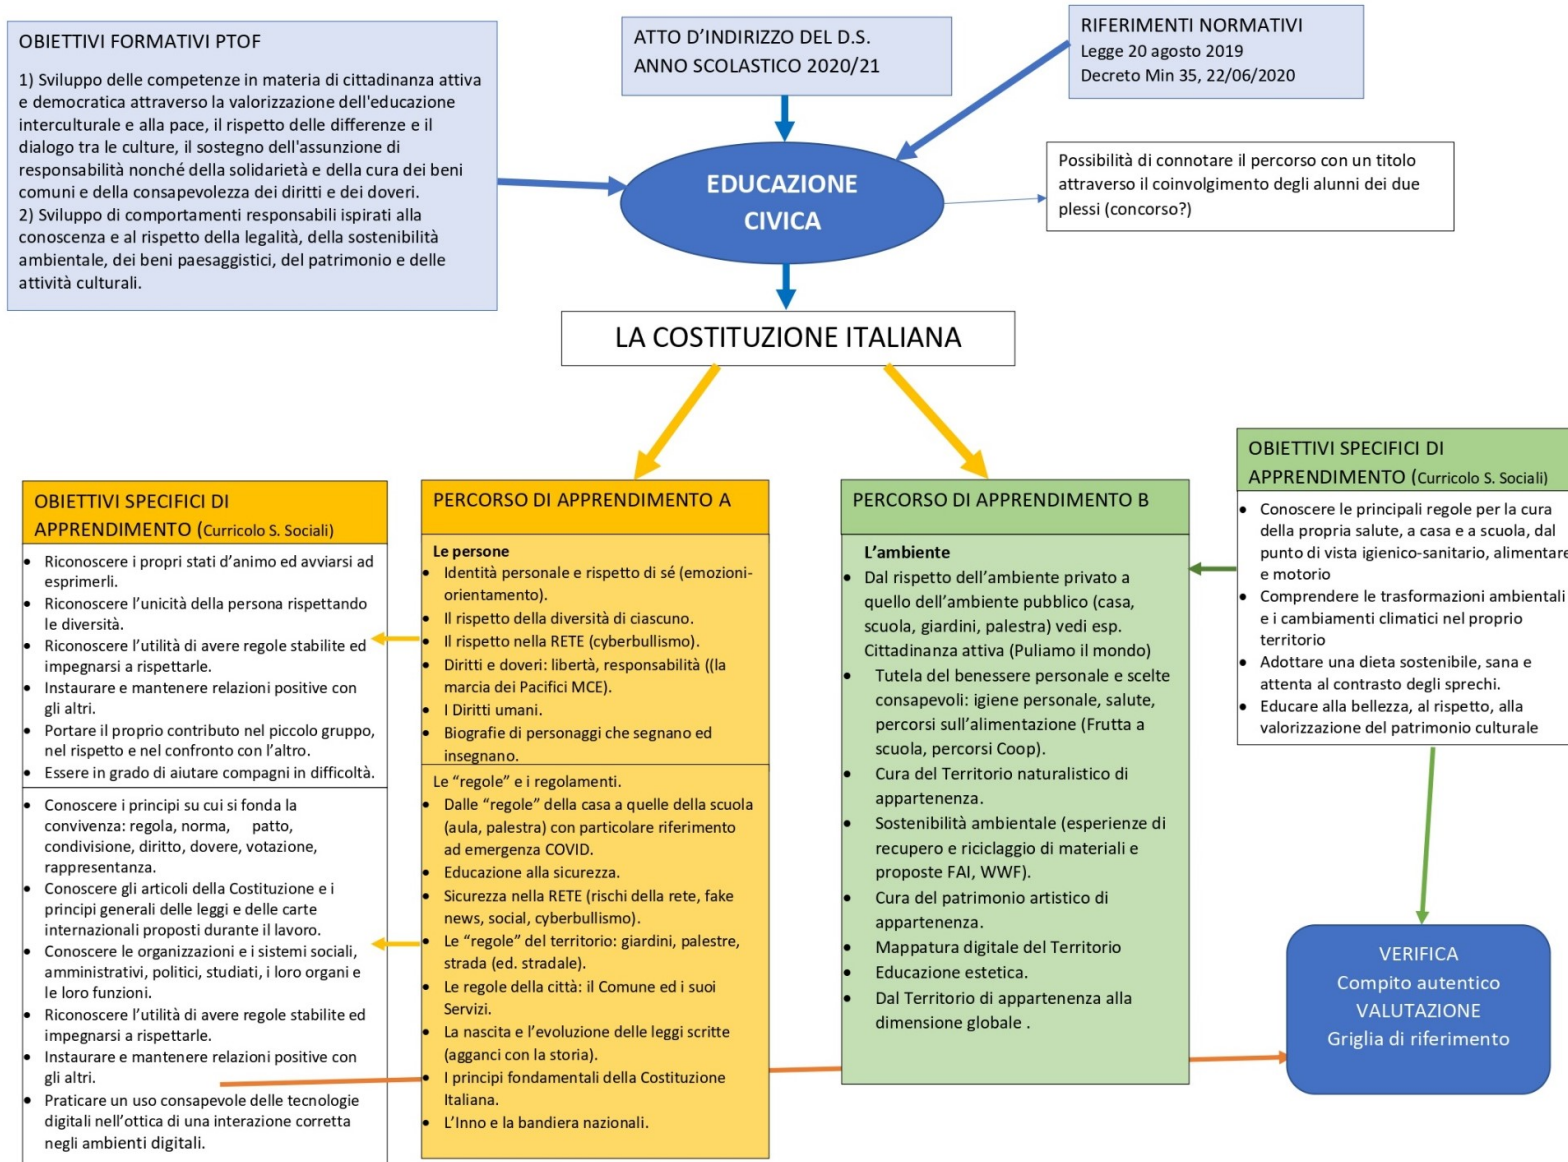 OBIETTIVI FORMATIVI PTOF
1) Sviluppo delle competenze in materia di cittadinanza attiva
e democratica attraverso la valorizzazione dell'educazione
interculturale e alla pace, il rispetto delle differenze e il
dialogo tra le culture, il sostegno dell'assunzione di
responsabilità nonché della solidarietà e della cura dei beni
comuni e della consapevolezza dei diritti e dei doveri.
2) Sviluppo di comportamenti responsabili ispirati alla
conoscenza e al rispetto della legalità, della sostenibilità
ambientale, dei beni paesaggistici, del patrimonio e delle
attività culturali.
ATTO D’INDIRIZZO DEL D.S.
ANNO SCOLASTICO 2020/21
RIFERIMENTI NORMATIVI
Legge 20 agosto 2019
Decreto Min 35, 22/06/2020
EDUCAZIONE
CIVICA
Possibilità di connotare il percorso con un titolo
attraverso il coinvolgimento degli alunni dei due
plessi (concorso?)
LA COSTITUZIONE ITALIANA
OBIETTIVI SPECIFICI DI
APPRENDIMENTO (Curricolo S. Sociali)
• Riconoscere i propri stati d’animo ed avviarsi ad
esprimerli.
• Riconoscere l’unicità della persona rispettando
le diversità.
• Riconoscere l’utilità di avere regole stabilite ed
impegnarsi a rispettarle.
• Instaurare e mantenere relazioni positive con
gli altri.
• Portare il proprio contributo nel piccolo gruppo,
nel rispetto e nel confronto con l’altro.
• Essere in grado di aiutare compagni in difficoltà.
• Conoscere i principi su cui si fonda la
convivenza: regola, norma, patto,
condivisione, diritto, dovere, votazione,
rappresentanza.
• Conoscere gli articoli della Costituzione e i
principi generali delle leggi e delle carte
internazionali proposti durante il lavoro.
• Conoscere le organizzazioni e i sistemi sociali,
amministrativi, politici, studiati, i loro organi e
le loro funzioni.
• Riconoscere l’utilità di avere regole stabilite ed
impegnarsi a rispettarle.
• Instaurare e mantenere relazioni positive con
gli altri.
• Praticare un uso consapevole delle tecnologie
digitali nell’ottica di una interazione corretta
negli ambienti digitali.
PERCORSO DI APPRENDIMENTO A
Le persone
• Identità personale e rispetto di sé (emozioni-
orientamento).
• Il rispetto della diversità di ciascuno.
• Il rispetto nella RETE (cyberbullismo).
• Diritti e doveri: libertà, responsabilità ((la
marcia dei Pacifici MCE).
• I Diritti umani.
• Biografie di personaggi che segnano ed
insegnano.
Le “regole” e i regolamenti.
• Dalle “regole” della casa a quelle della scuola
(aula, palestra) con particolare riferimento
ad emergenza COVID.
• Educazione alla sicurezza.
• Sicurezza nella RETE (rischi della rete, fake
news, social, cyberbullismo).
• Le “regole” del territorio: giardini, palestre,
strada (ed. stradale).
• Le regole della città: il Comune ed i suoi
Servizi.
• La nascita e l’evoluzione delle leggi scritte
(agganci con la storia).
• I principi fondamentali della Costituzione
Italiana.
• L’Inno e la bandiera nazionali.
PERCORSO DI APPRENDIMENTO B
L’ambiente
• Dal rispetto dell’ambiente privato a
quello dell’ambiente pubblico (casa,
scuola, giardini, palestra) vedi esp.
Cittadinanza attiva (Puliamo il mondo)
• Tutela del benessere personale e scelte
consapevoli: igiene personale, salute,
percorsi sull’alimentazione (Frutta a
scuola, percorsi Coop).
• Cura del Territorio naturalistico di
appartenenza.
• Sostenibilità ambientale (esperienze di
recupero e riciclaggio di materiali e
proposte FAI, WWF).
• Cura del patrimonio artistico di
appartenenza.
• Mappatura digitale del Territorio
• Educazione estetica.
• Dal Territorio di appartenenza alla
dimensione globale .
OBIETTIVI SPECIFICI DI
APPRENDIMENTO (Curricolo S. Sociali)
• Conoscere le principali regole per la cura
della propria salute, a casa e a scuola, dal
punto di vista igienico-sanitario, alimentare
e motorio
• Comprendere le trasformazioni ambientali
e i cambiamenti climatici nel proprio
territorio
• Adottare una dieta sostenibile, sana e
attenta al contrasto degli sprechi.
• Educare alla bellezza, al rispetto, alla
valorizzazione del patrimonio culturale
VERIFICA
Compito autentico
VALUTAZIONE
Griglia di riferimento